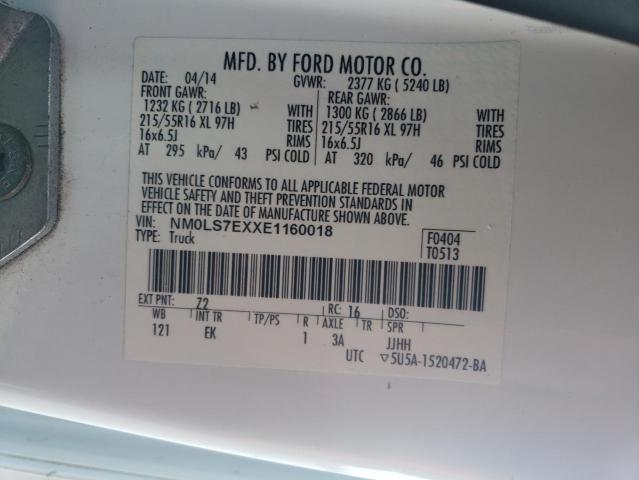 MFD. BY FORD MOTOR CO.
DATE: 04/14 GVWR: 2377 KG ( 5240 LB)
FRONT GAWR: REAR GAWR:
1232 KG ( 2716 LB) WITH 1300 KG ( 2866 LB) WITH
215/55R16 XL 97H TIRES 215/55R16 XL 97H TIRES
16x6.5J RIMS 16x6.5J RIMS
AT 295 kPa/ 43 PSI COLD AT 320 kPa/ 46 PSI COLD
THIS VEHICLE CONFORMS TO ALL APPLICABLE FEDERAL MOTOR
VEHICLE SAFETY AND THEFT PREVENTION STANDARDS IN
EFFECT ON THE DATE OF MANUFACTURE SHOWN ABOVE.
VIN: NM0LS7EXXE1160018
TYPE: Truck
F0404
T0513
EXT PNT: Z2 RC: 16 DSO:
WB INT TR TP/PS R AXLE TR SPR
121 EK 1 3A JJHH
UTC ▽5U5A-1520472-BA